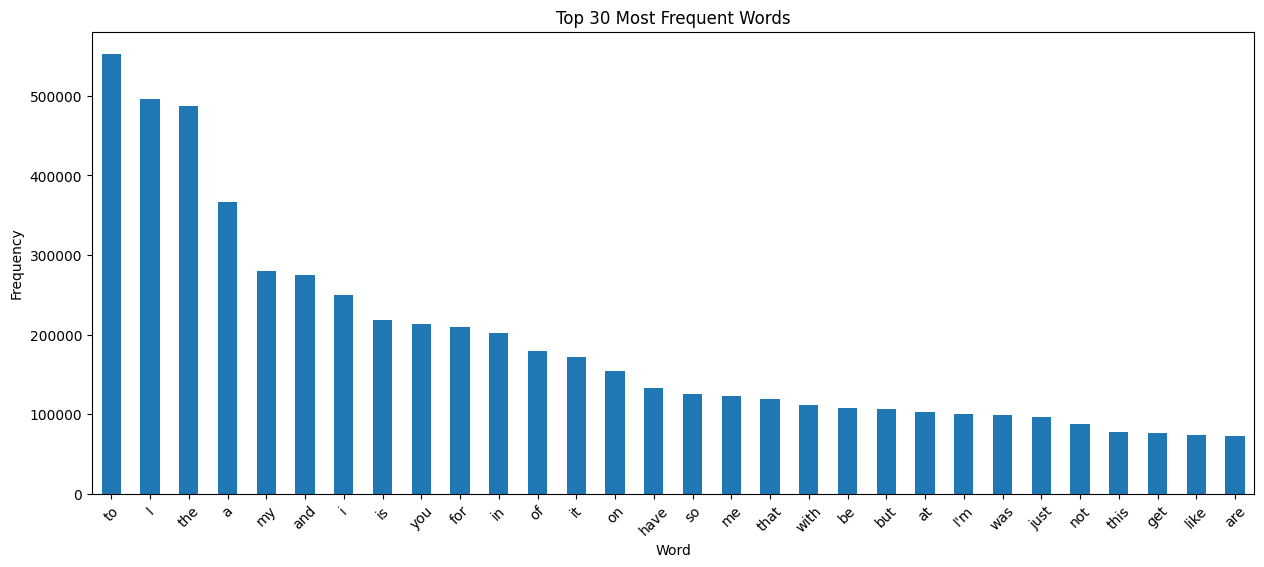 Top 30 Most Frequent Words
Frequency
500000
400000
300000
200000
100000
0
to I the a my and i is you for in of it on have so me that with be but at I'm was just not this get like are
Word